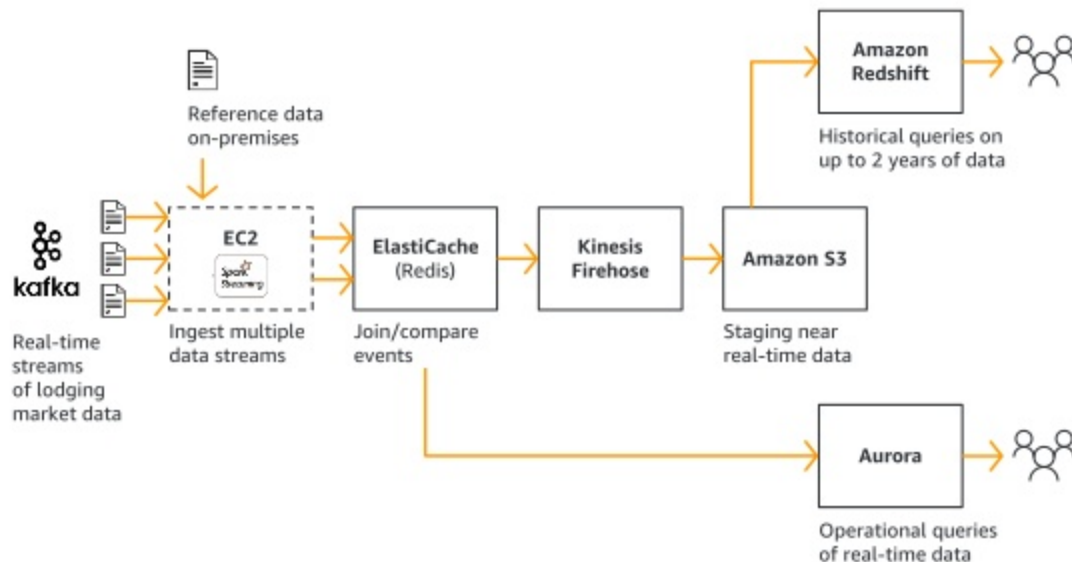 Reference data
on-premises
kafka
Real-time
streams
of lodging
market data
EC2
Spark
Streaming
Ingest multiple
data streams
ElastiCache
(Redis)
Join/compare
events
Kinesis
Firehose
Amazon S3
Staging near
real-time data
Amazon
Redshift
Historical queries on
up to 2 years of data
Aurora
Operational queries
of real-time data